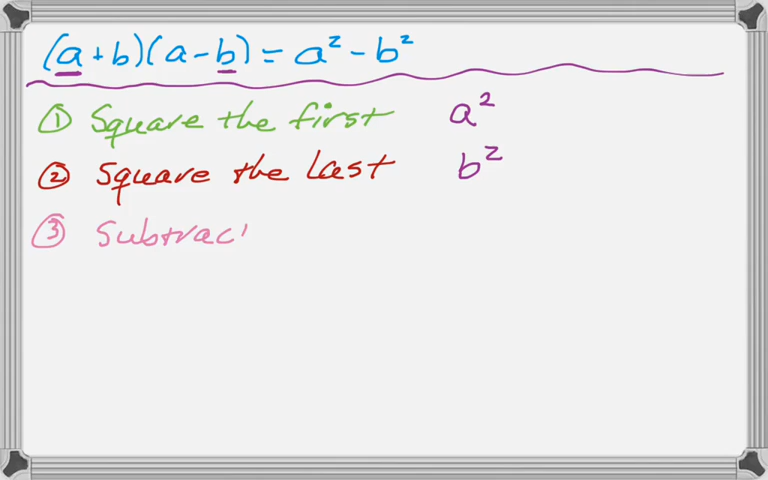 (a+b)(a-b) = a² - b²
① Square the first a²
② Square the last b²
③ Subtrac